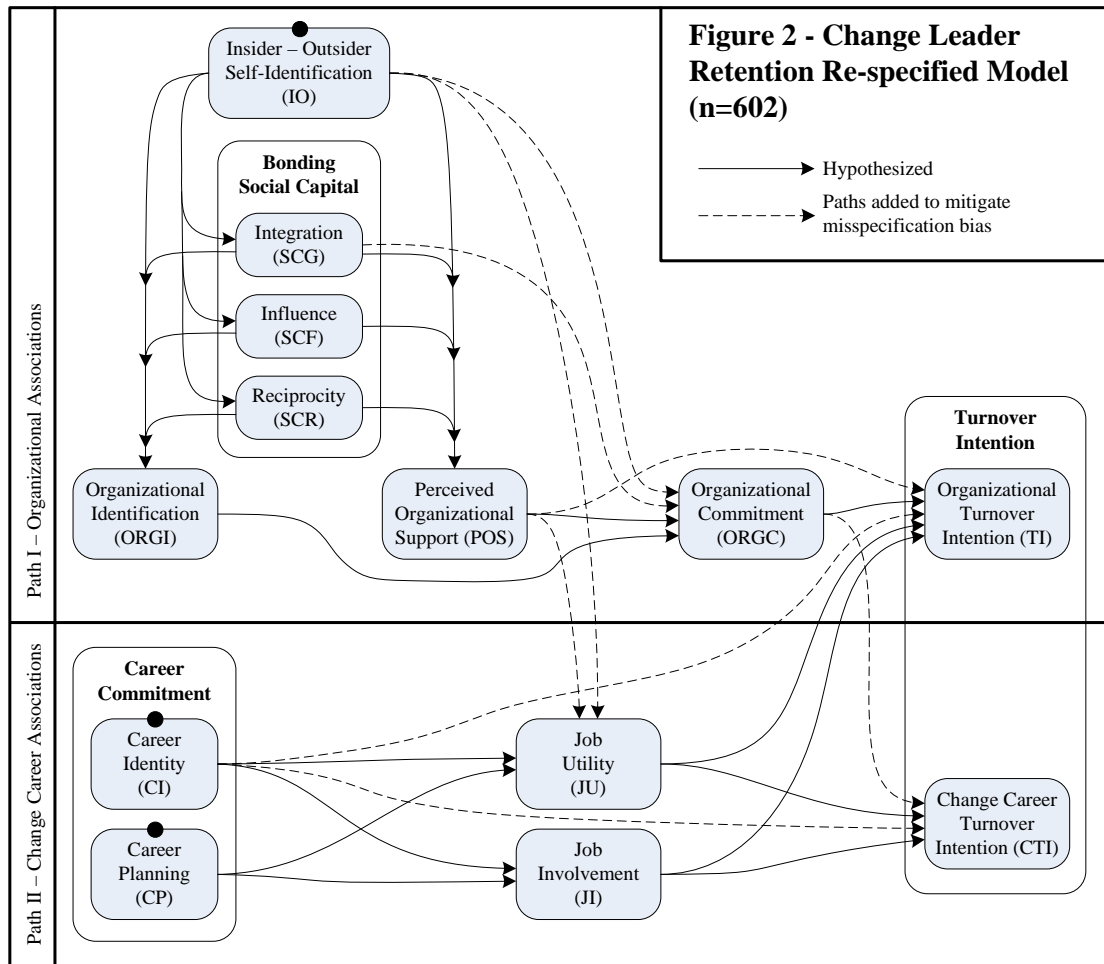 Figure 2 - Change Leader
Retention Re-specified Model
(n=602)
Hypothesized
Paths added to mitigate
misspecification bias
Path I – Organizational Associations
Insider – Outsider
Self-Identification
(IO)
Bonding
Social Capital
Integration
(SCG)
Influence
(SCF)
Reciprocity
(SCR)
Organizational
Identification
(ORGI)
Perceived
Organizational
Support (POS)
Organizational
Commitment
(ORGC)
Turnover
Intention
Organizational
Turnover
Intention (TI)
Path II – Change Career Associations
Career
Commitment
Career
Identity
(CI)
Career
Planning
(CP)
Job
Utility
(JU)
Job
Involvement
(JI)
Change Career
Turnover
Intention (CTI)